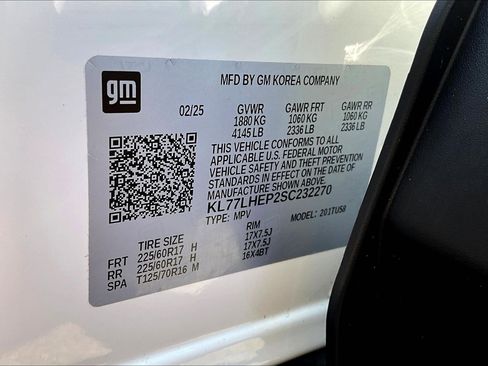 gm
MFD BY GM KOREA COMPANY
02/25 GVWR GAWR FRT GAWR RR
1880 KG 1060 KG 1060 KG
4145 LB 2336 LB 2336 LB
THIS VEHICLE CONFORMS TO ALL
APPLICABLE U.S. FEDERAL MOTOR
VEHICLE SAFETY AND THEFT PREVENTION
STANDARDS IN EFFECT ON THE DATE OF
MANUFACTURE SHOWN ABOVE.
KL77LHEP2SC232270
TYPE: MPV MODEL: 201TU58
TIRE SIZE RIM
FRT 225/60R17 H 17X7.5J
RR 225/60R17 H 17X7.5J
SPA T125/70R16 M 16X4BT